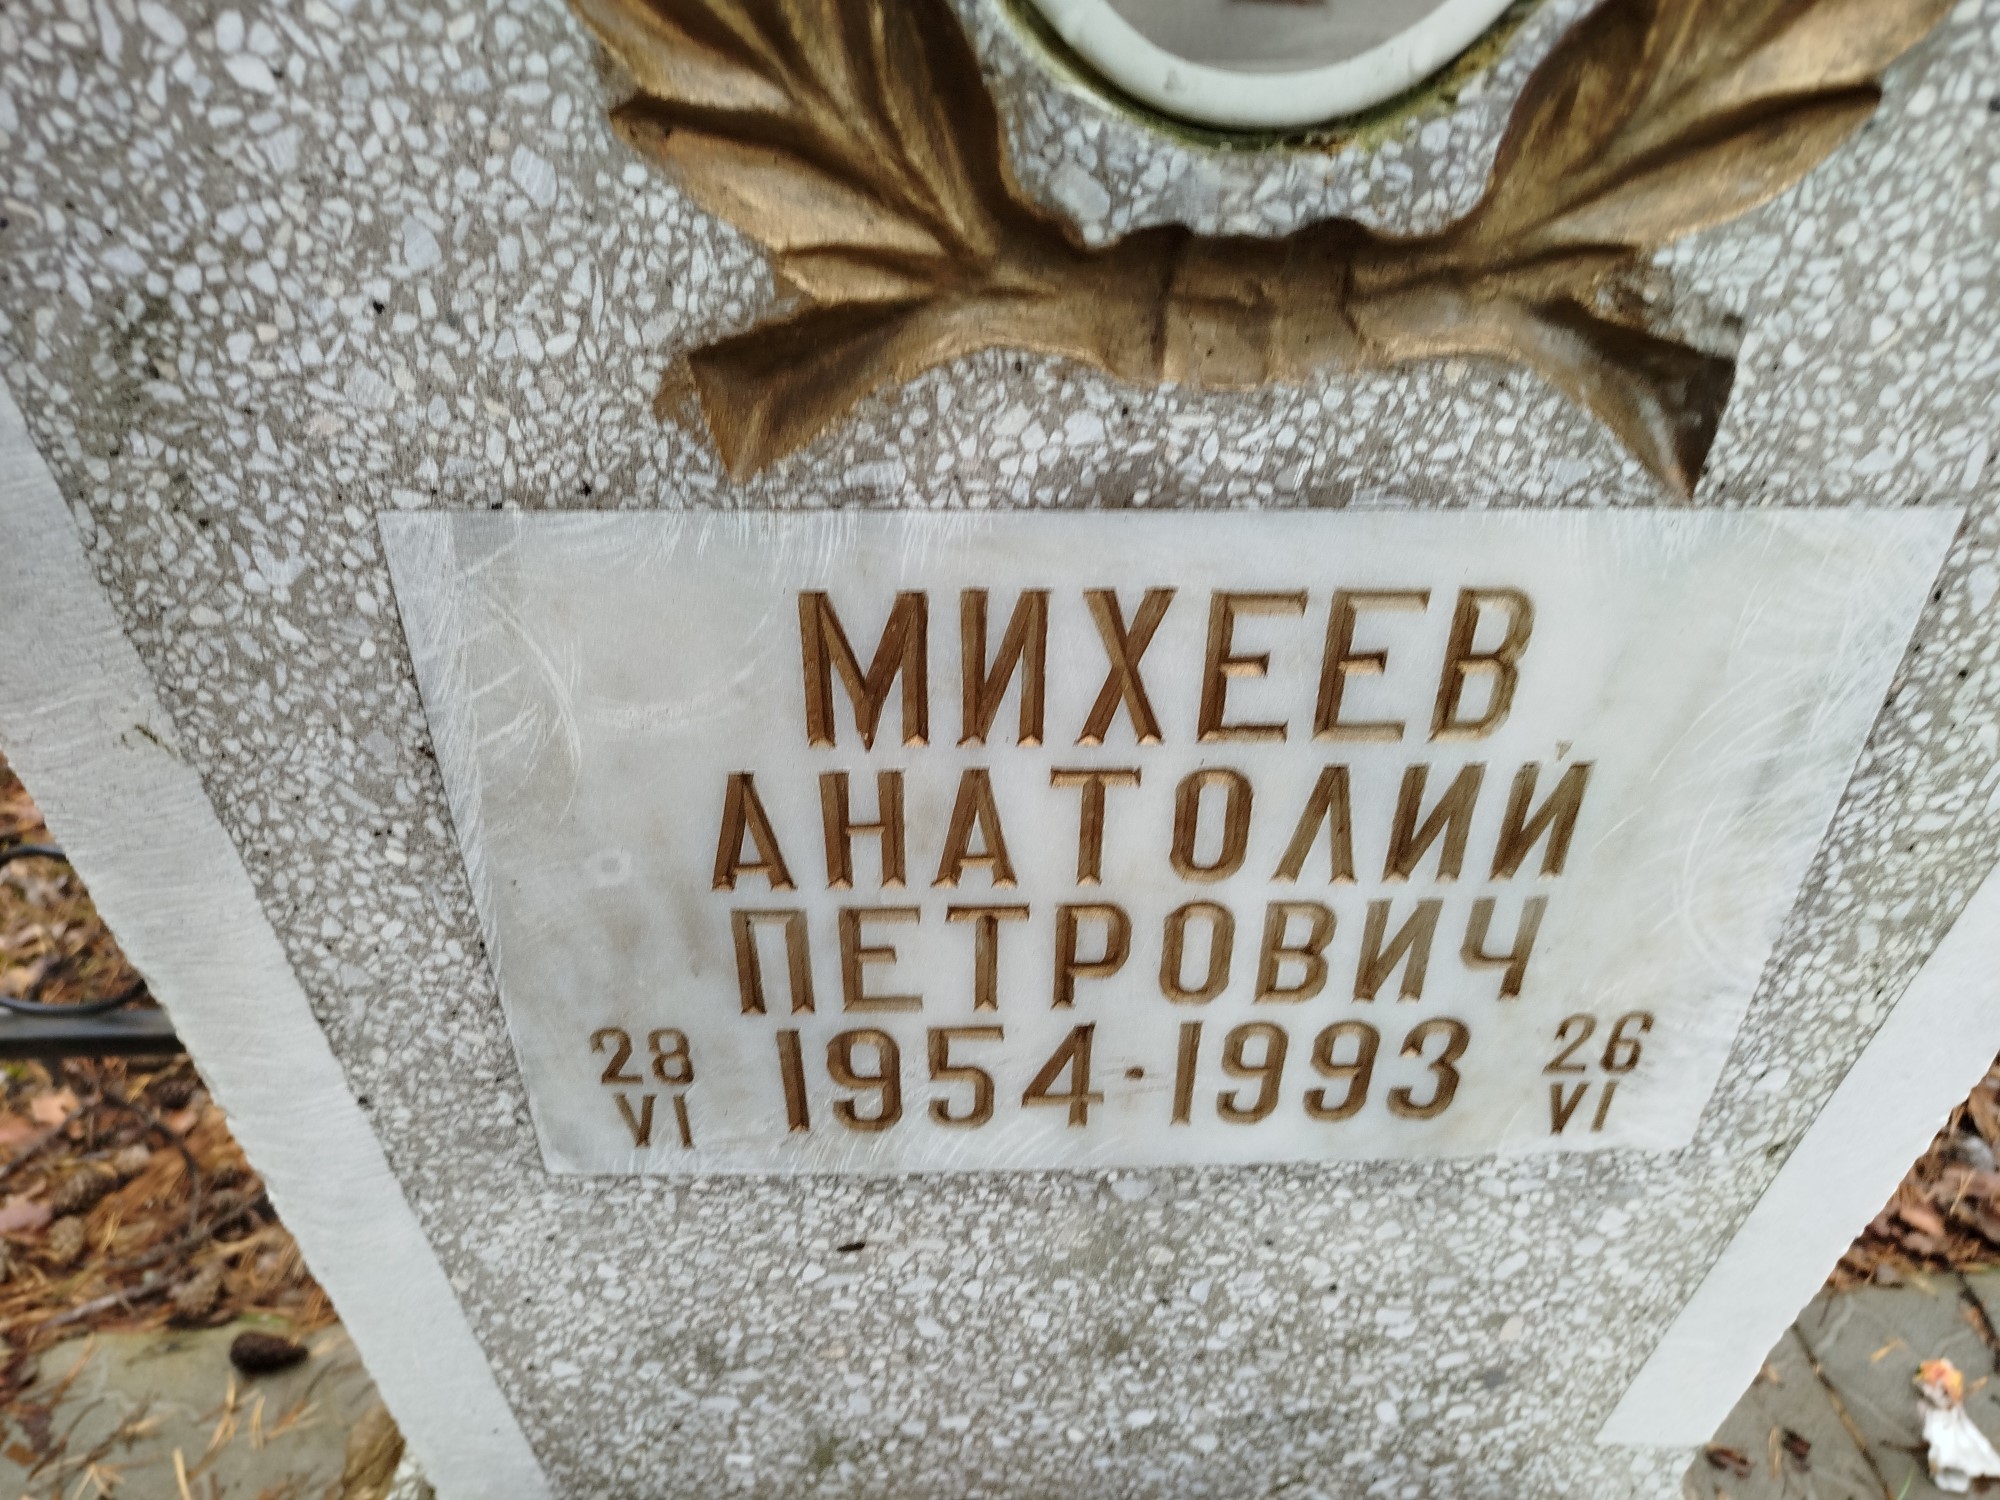 МИХЕЕВ
АНАТОЛИЙ
ПЕТРОВИЧ
28 VI 1954·1993 26 VI